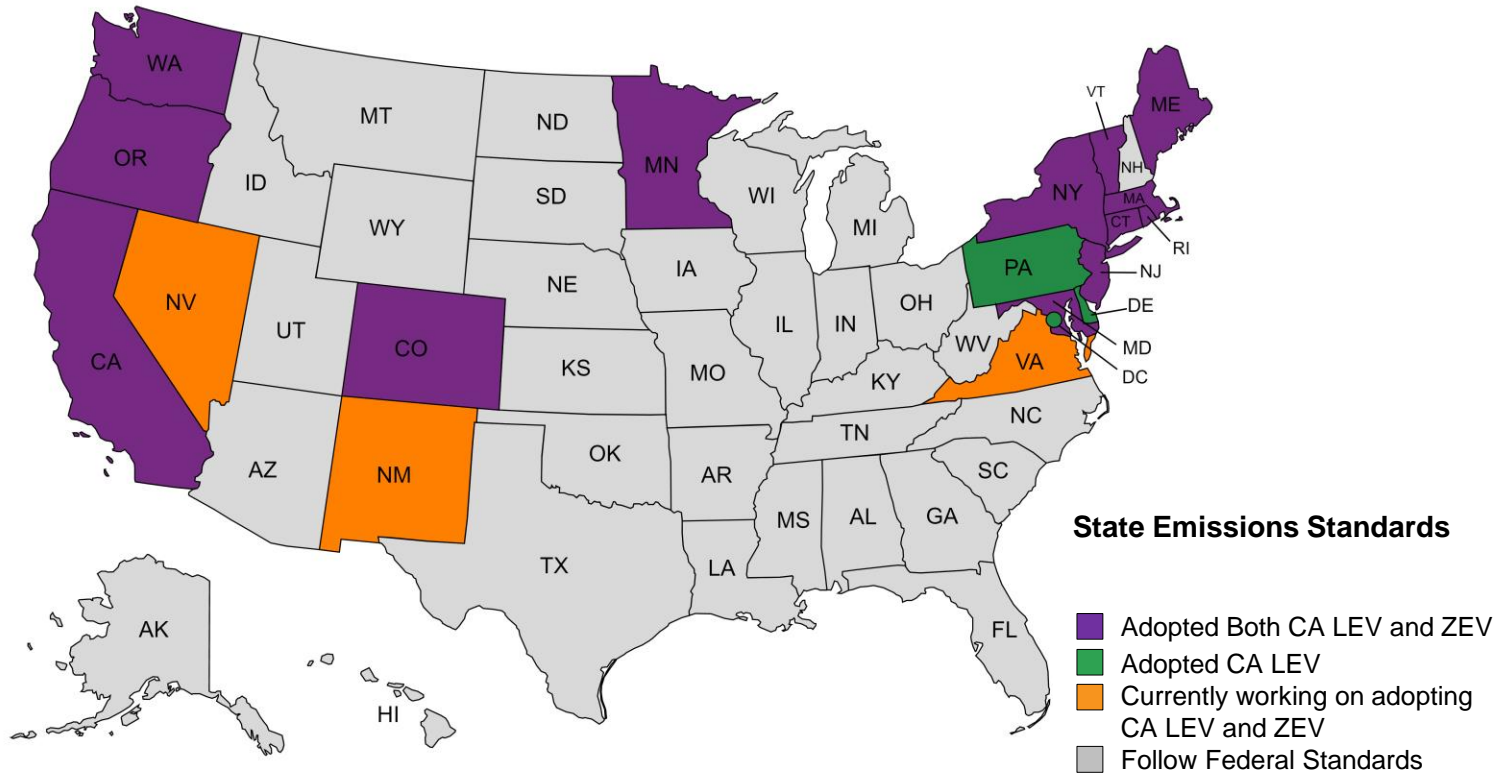 WA
MT
ND
MN
VT
ME
OR
ID
SD
WI
NH
NY
MA
CT
WY
MI
RI
IA
PA
NJ
NV
NE
OH
DE
UT
IL
IN
CA
CO
WV
MD
VA
DC
KS
MO
KY
NC
TN
AZ
NM
OK
AR
SC
MS
AL
GA
State Emissions Standards
TX
LA
AK
FL
HI
Adopted Both CA LEV and ZEV
Adopted CA LEV
Currently working on adopting
CA LEV and ZEV
Follow Federal Standards